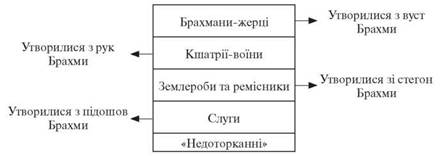 Брахмани-жерці
Утворилися з вуст
Брахми
Утворилися з рук
Брахми
Кшатрії-воїни
Землероби та ремісники
Утворилися зі стегон
Брахми
Утворилися з підошов
Брахми
Слуги
«Недоторканні»